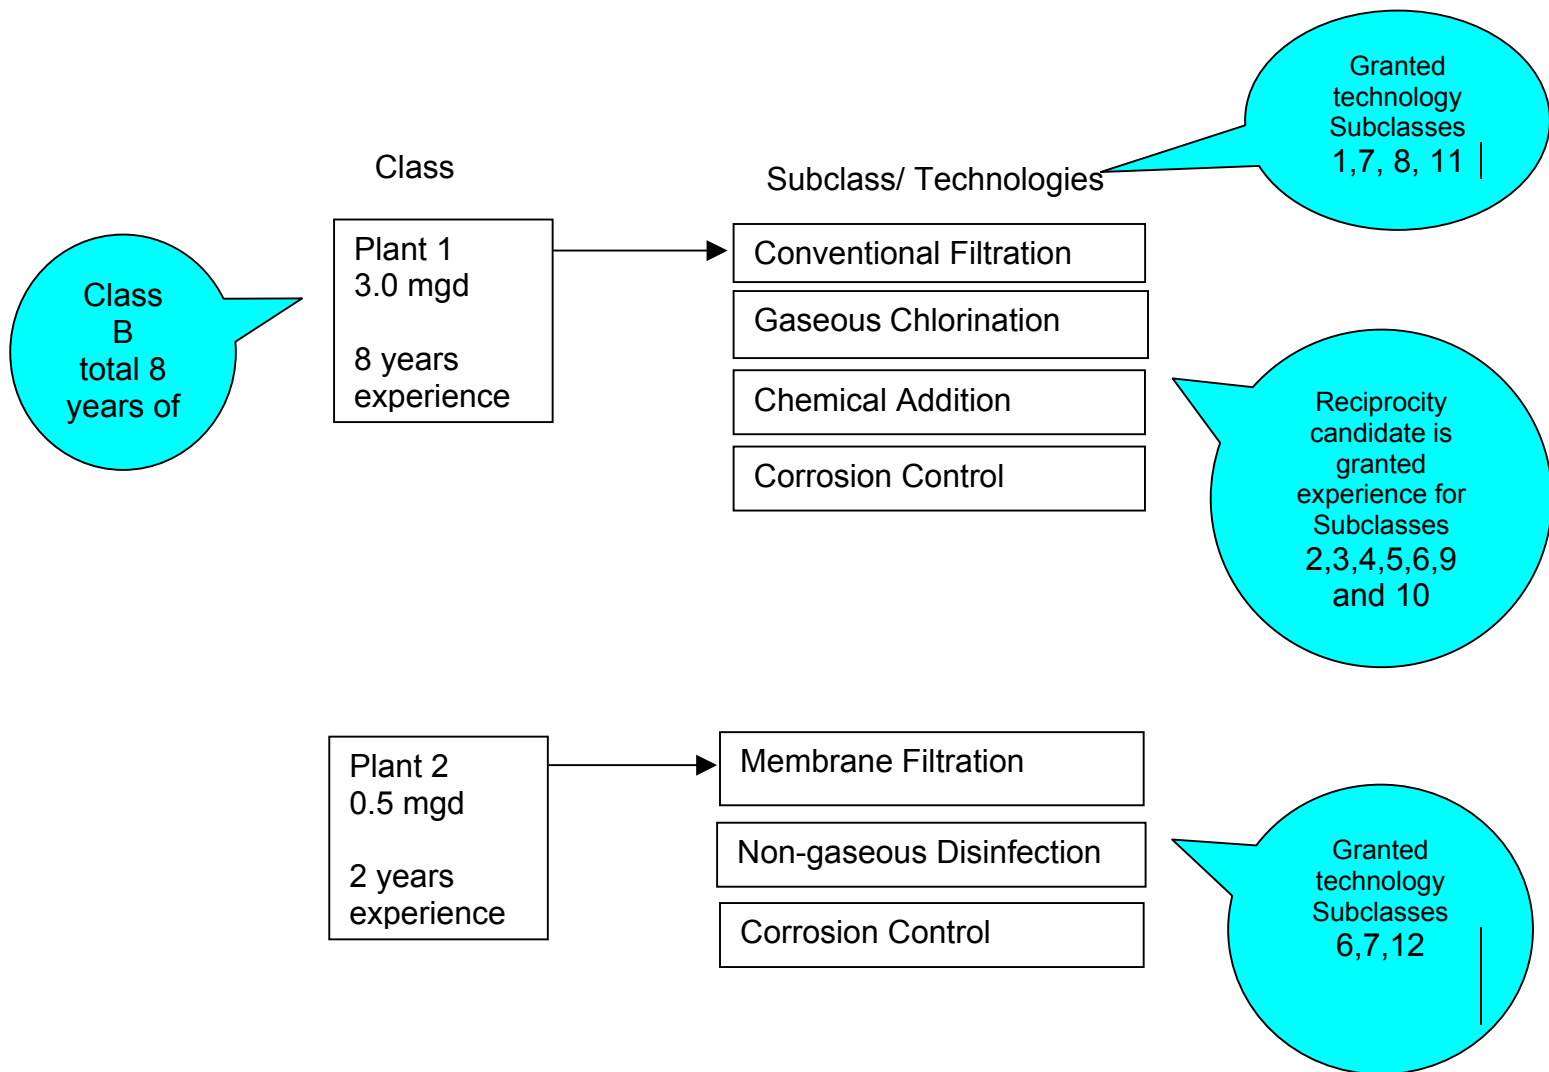 Granted
technology
Subclasses
1,7, 8, 11
Class
Subclass/ Technologies
Class
B
total 8
years of
Plant 1
3.0 mgd
8 years
experience
Conventional Filtration
Gaseous Chlorination
Chemical Addition
Corrosion Control
Reciprocity
candidate is
granted
experience for
Subclasses
2,3,4,5,6,9
and 10
Plant 2
0.5 mgd
2 years
experience
Membrane Filtration
Non-gaseous Disinfection
Corrosion Control
Granted
technology
Subclasses
6,7,12